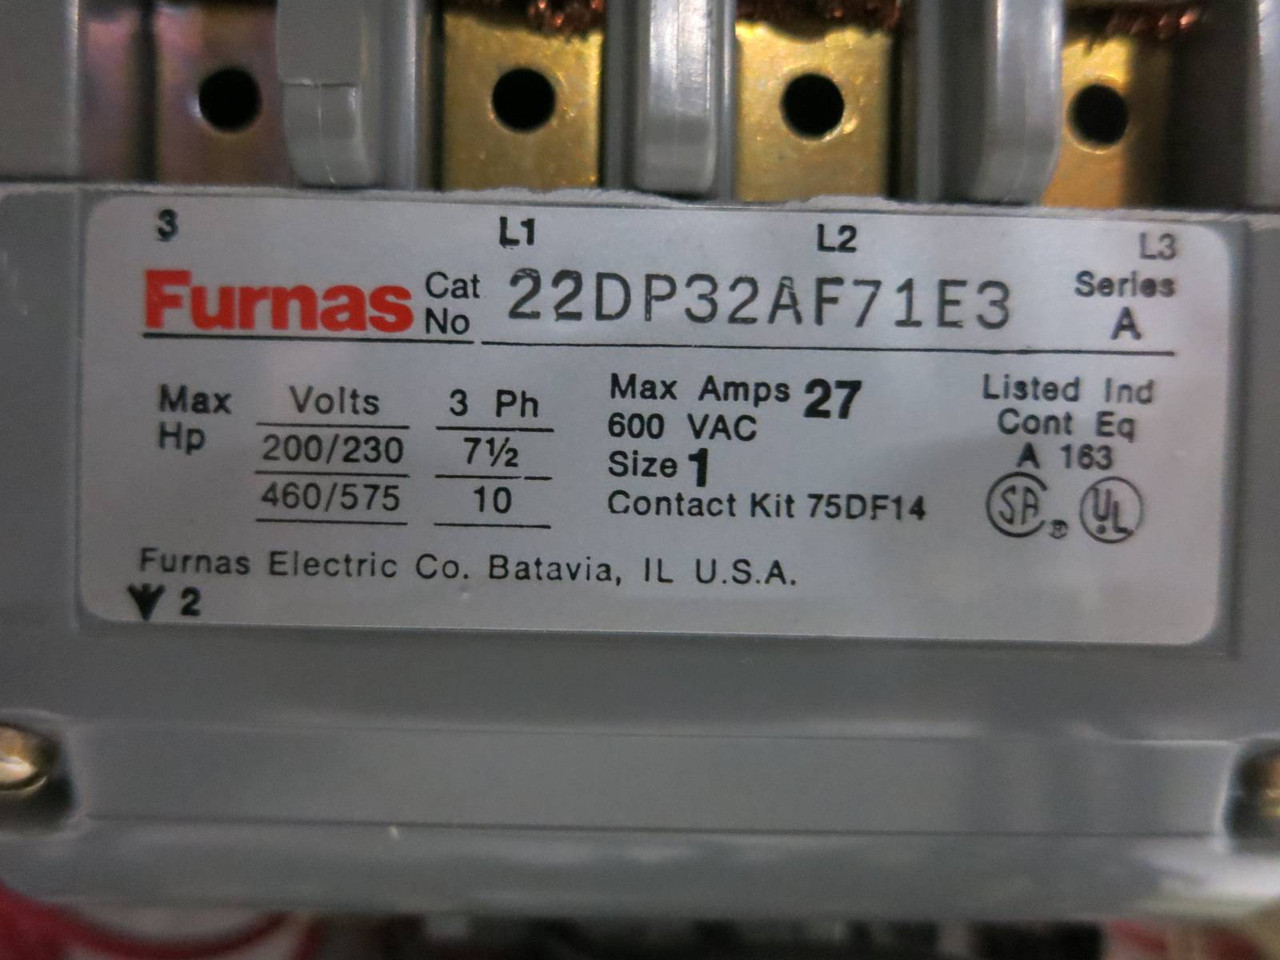 3 L1 L2 L3
Furnas Cat No 22DP32AF71E3 Series A
Max Hp
Volts 3 Ph
200/230 7½
460/575 10
Max Amps 27
600 VAC
Size 1
Contact Kit 75DF14
Listed Ind
Cont Eq
A 163
SA ® UL
Furnas Electric Co. Batavia, IL U.S.A.
2